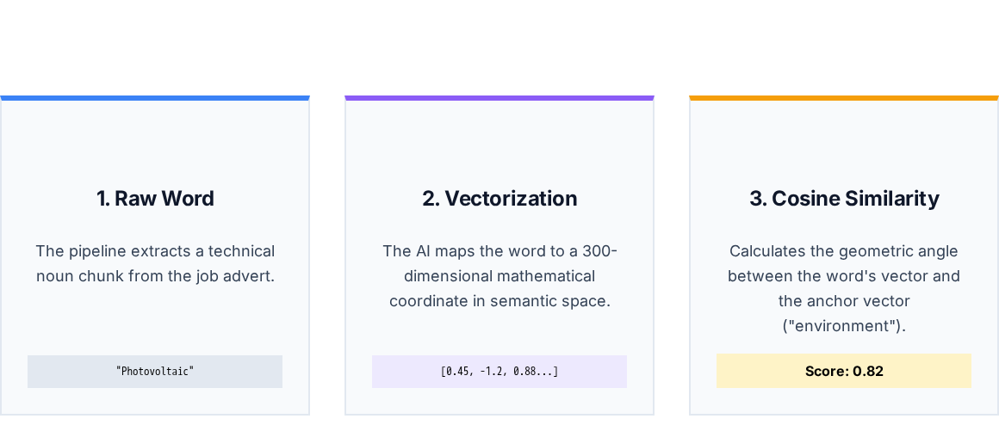 1. Raw Word
The pipeline extracts a technical
noun chunk from the job advert.
"Photovoltaic"
2. Vectorization
The AI maps the word to a 300-
dimensional mathematical
coordinate in semantic space.
[0.45, -1.2, 0.88...]
3. Cosine Similarity
Calculates the geometric angle
between the word's vector and
the anchor vector
("environment").
Score: 0.82